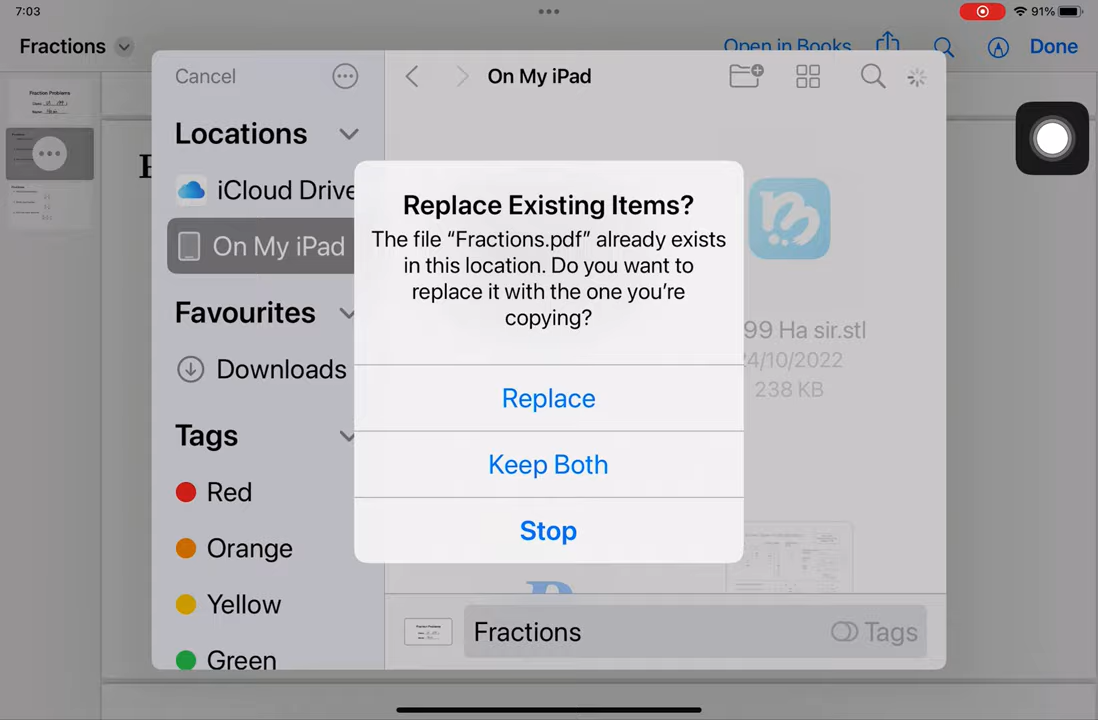 7:03
91%
Fractions
Open in Books
Done
Cancel
On My iPad
Locations
iCloud Drive
On My iPad
Favourites
Downloads
Tags
Red
Orange
Yellow
Green
Replace Existing Items?
The file “Fractions.pdf” already exists
in this location. Do you want to
replace it with the one you’re
copying?
Replace
Keep Both
Stop
99 Ha sir.stl
4/10/2022
238 KB
Fractions
Tags
Fraction Problems